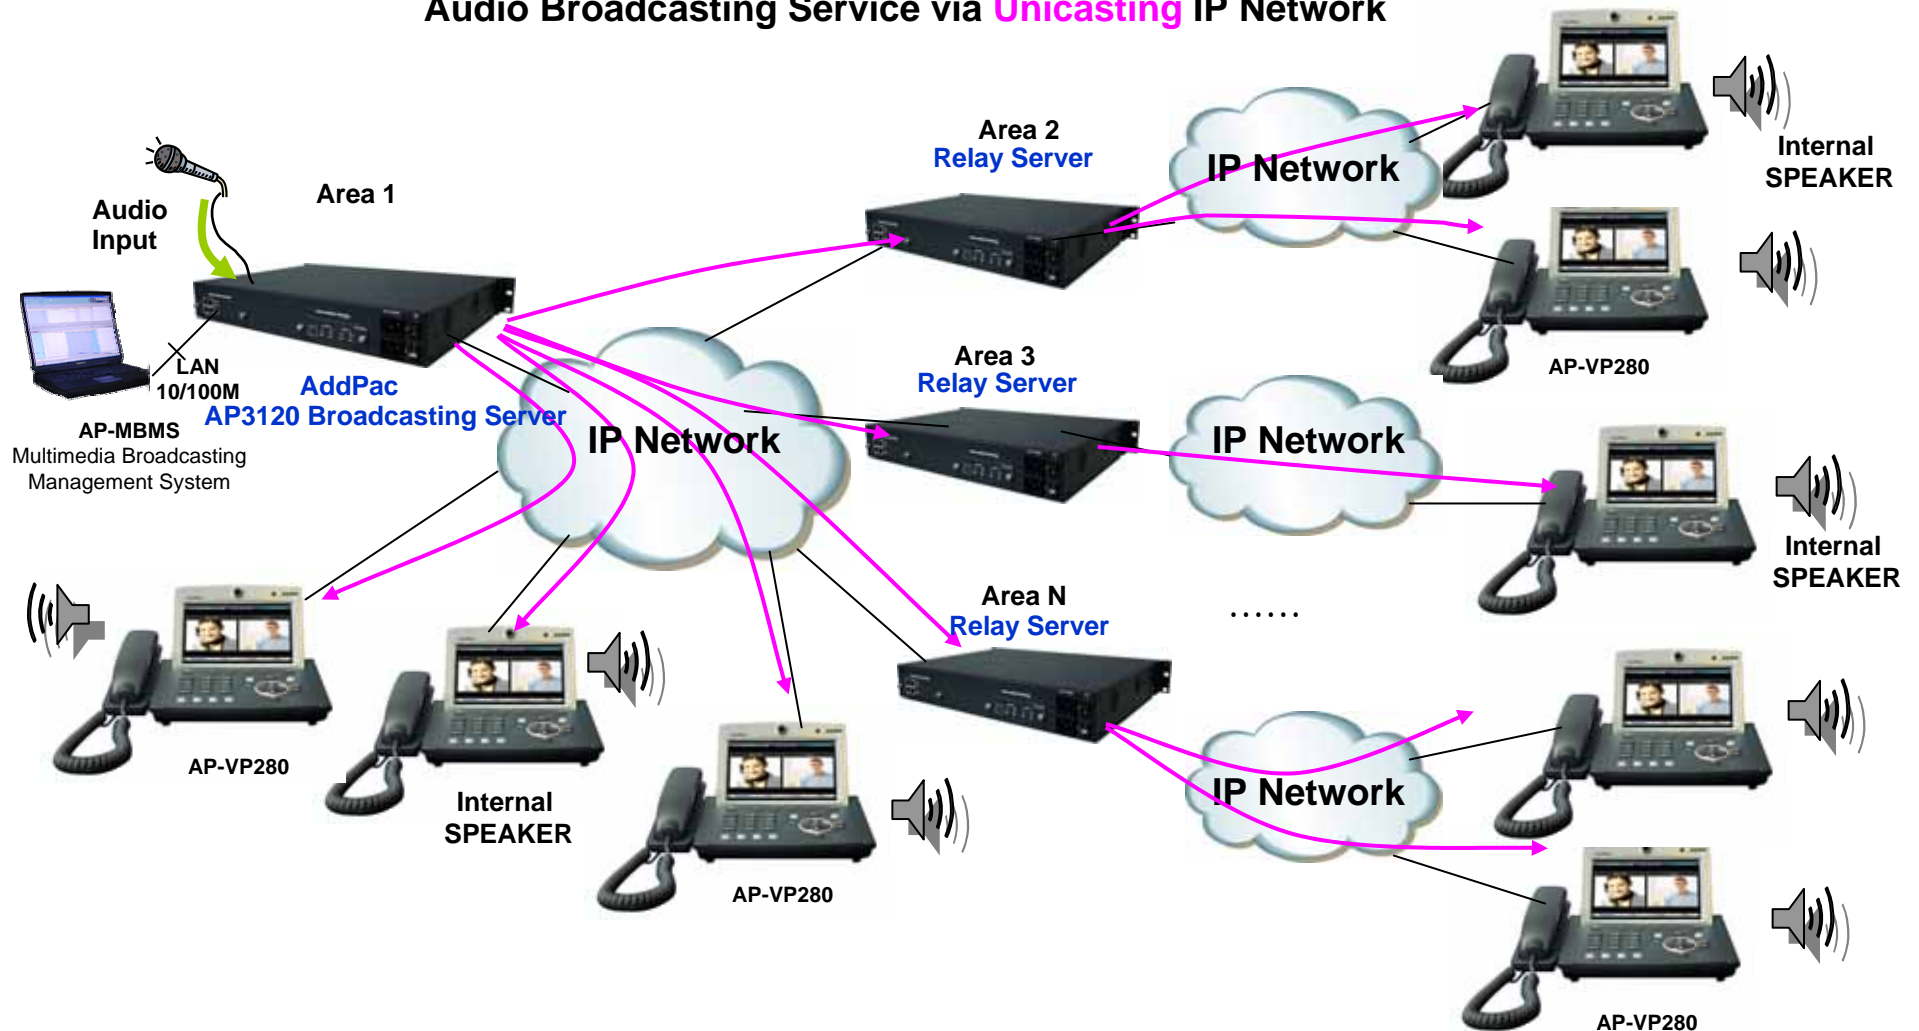 Audio Broadcasting Service via Unicasting IP Network
Area 1
Audio
Input
LAN
10/100M
AddPac
AP3120 Broadcasting Server
AP-MBMS
Multimedia Broadcasting
Management System
IP Network
Area 2
Relay Server
IP Network
Internal
SPEAKER
AP-VP280
Area 3
Relay Server
IP Network
Internal
SPEAKER
Area N
Relay Server
......
IP Network
AP-VP280
AP-VP280
Internal
SPEAKER
AP-VP280